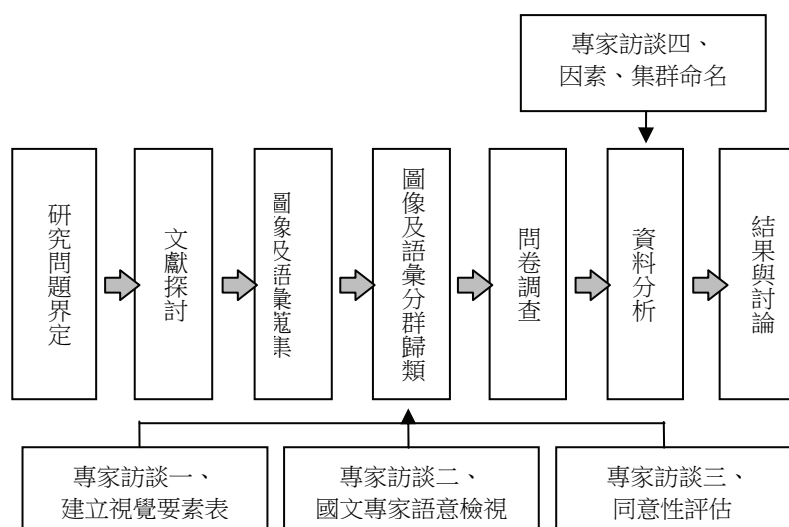 專家訪談四、
因素、集群命名
研究問題界定
文獻探討
圖像及語彙蒐集
圖像及語彙分群歸類
問卷調查
資料分析
結果與討論
專家訪談一、
建立視覺要素表
專家訪談二、
國文專家語意檢視
專家訪談三、
同意性評估